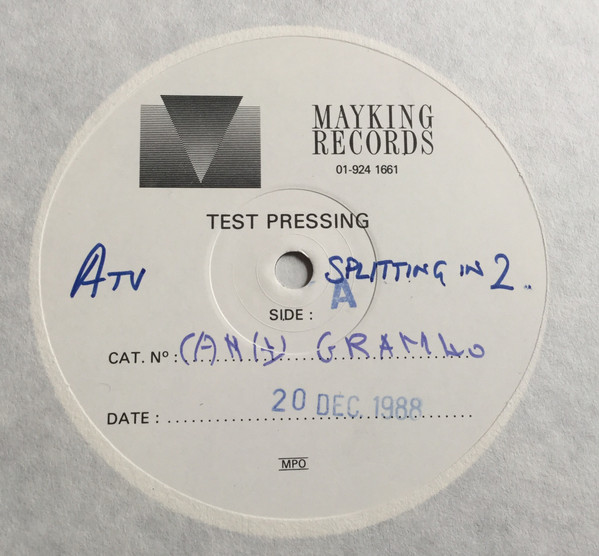 MAYKING
RECORDS
01-924 1661
TEST PRESSING
ATV SPLITTING IN 2..
SIDE : A
CAT. Nº : GRAM40
DATE : 20 DEC 1988
MPO